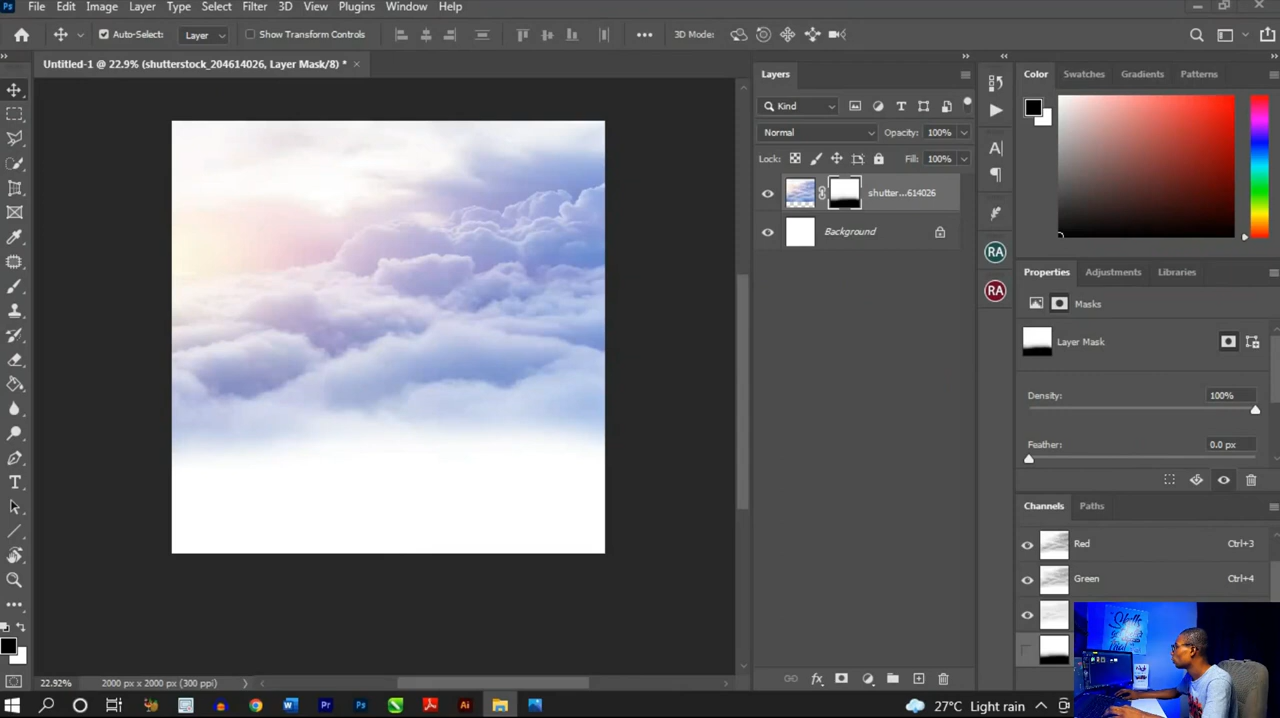 Ps File Edit Image Layer Type Select Filter 3D View Plugins Window Help
Auto-Select: Layer Show Transform Controls 3D Mode:
Untitled-1 @ 22.9% (shutterstock_204614026, Layer Mask/8) *
Layers
Kind
Normal Opacity: 100%
Lock: Fill: 100%
shutter...614026
Background
A
RA
RA
Color Swatches Gradients Patterns
Properties Adjustments Libraries
Masks
Layer Mask
Density: 100%
Feather: 0.0 px
Channels Paths
Red Ctrl+3
Green Ctrl+4
fx
22.92% 2000 px x 2000 px (300 ppi)
27°C Light rain